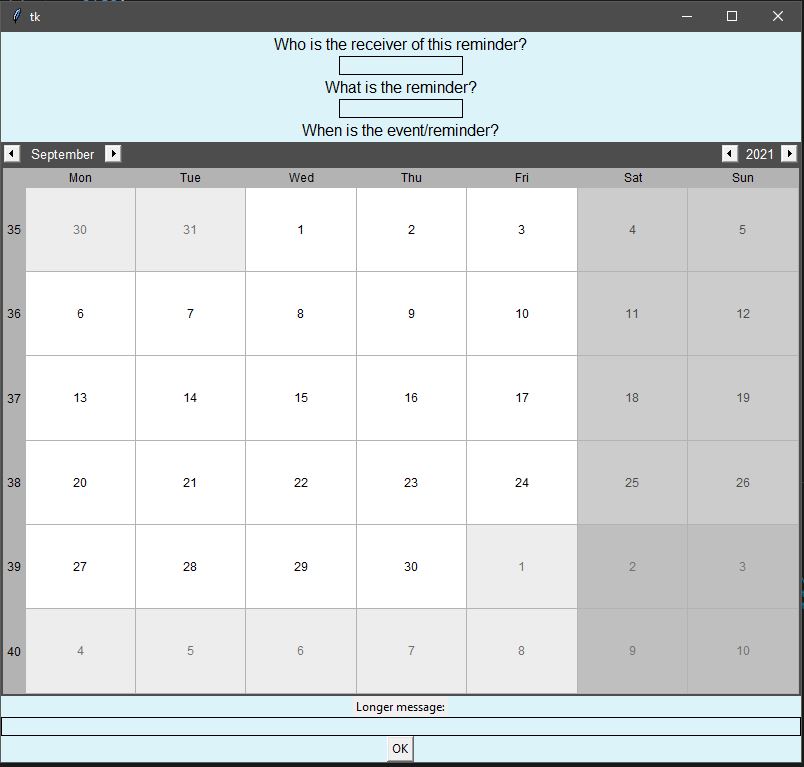 tk
Who is the receiver of this reminder?
What is the reminder?
When is the event/reminder?
September 2021
Mon Tue Wed Thu Fri Sat Sun
35 30 31 1 2 3 4 5
36 6 7 8 9 10 11 12
37 13 14 15 16 17 18 19
38 20 21 22 23 24 25 26
39 27 28 29 30 1 2 3
40 4 5 6 7 8 9 10
Longer message:
OK